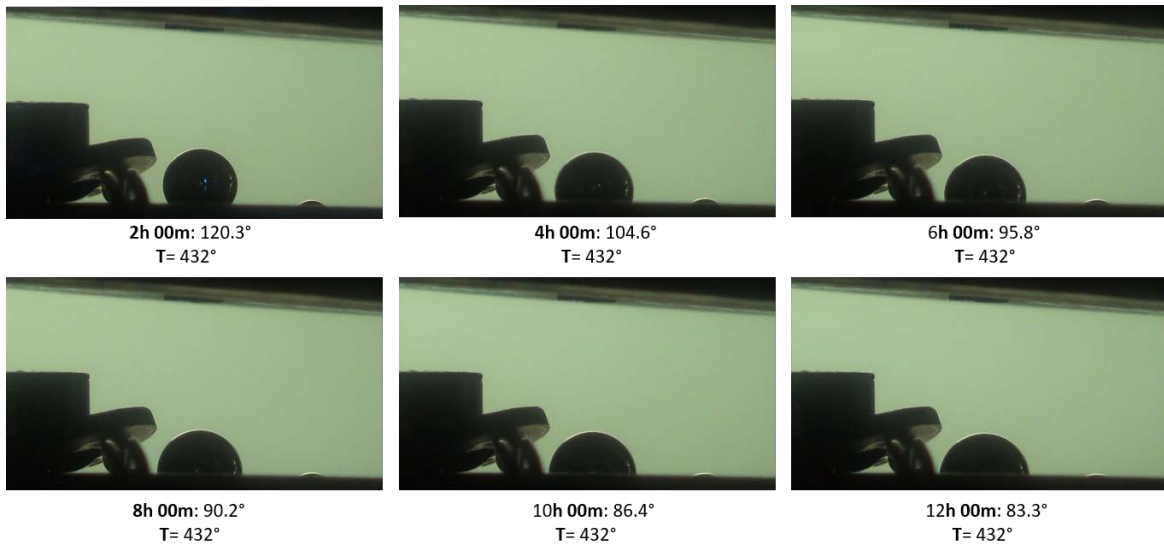 2h 00m: 120.3°
T= 432°
4h 00m: 104.6°
T= 432°
6h 00m: 95.8°
T= 432°
8h 00m: 90.2°
T= 432°
10h 00m: 86.4°
T= 432°
12h 00m: 83.3°
T= 432°